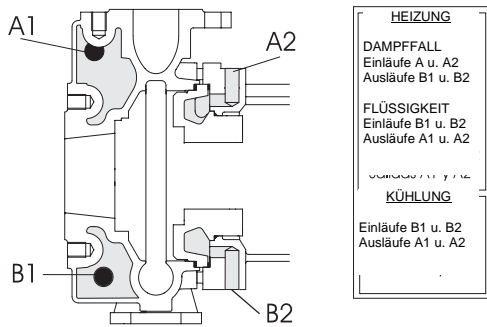 A1
A2
B1
B2
HEIZUNG
DAMPFFALL
Einläufe A u. A2
Ausläufe B1 u. B2
FLÜSSIGKEIT
Einläufe B1 u. B2
Ausläufe A1 u. A2
KÜHLUNG
Einläufe B1 u. B2
Ausläufe A1 u. A2